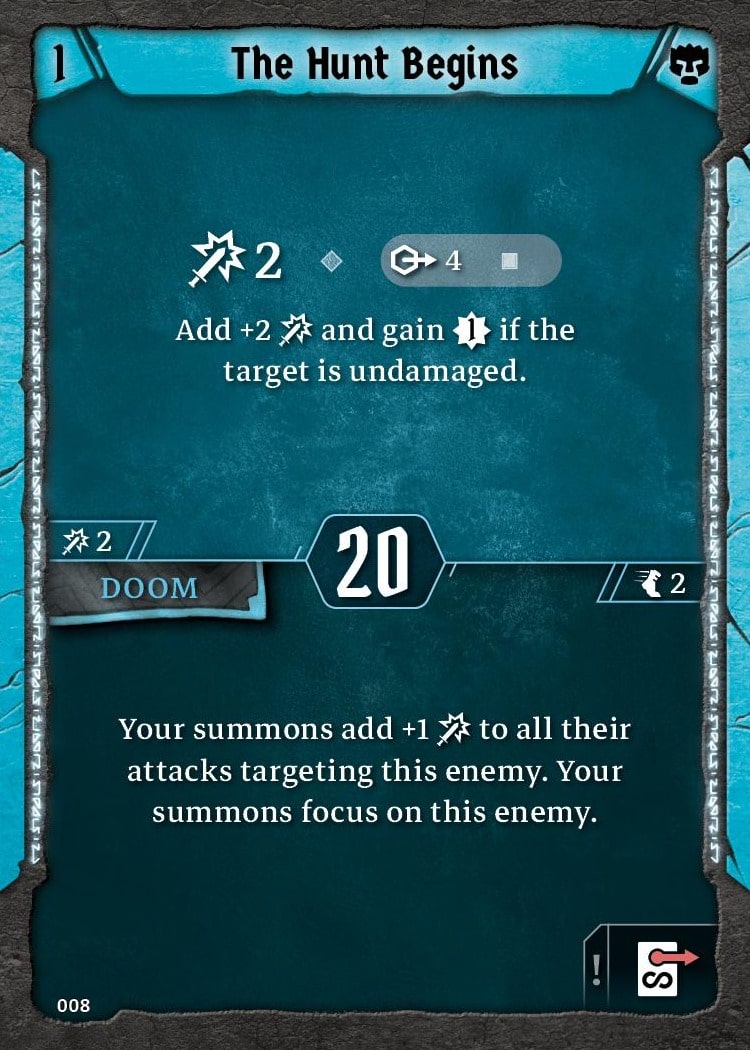 1
The Hunt Begins
2
4
Add +2 and gain 1 if the
target is undamaged.
2
20
DOOM
2
Your summons add +1 to all their
attacks targeting this enemy. Your
summons focus on this enemy.
!
S
008